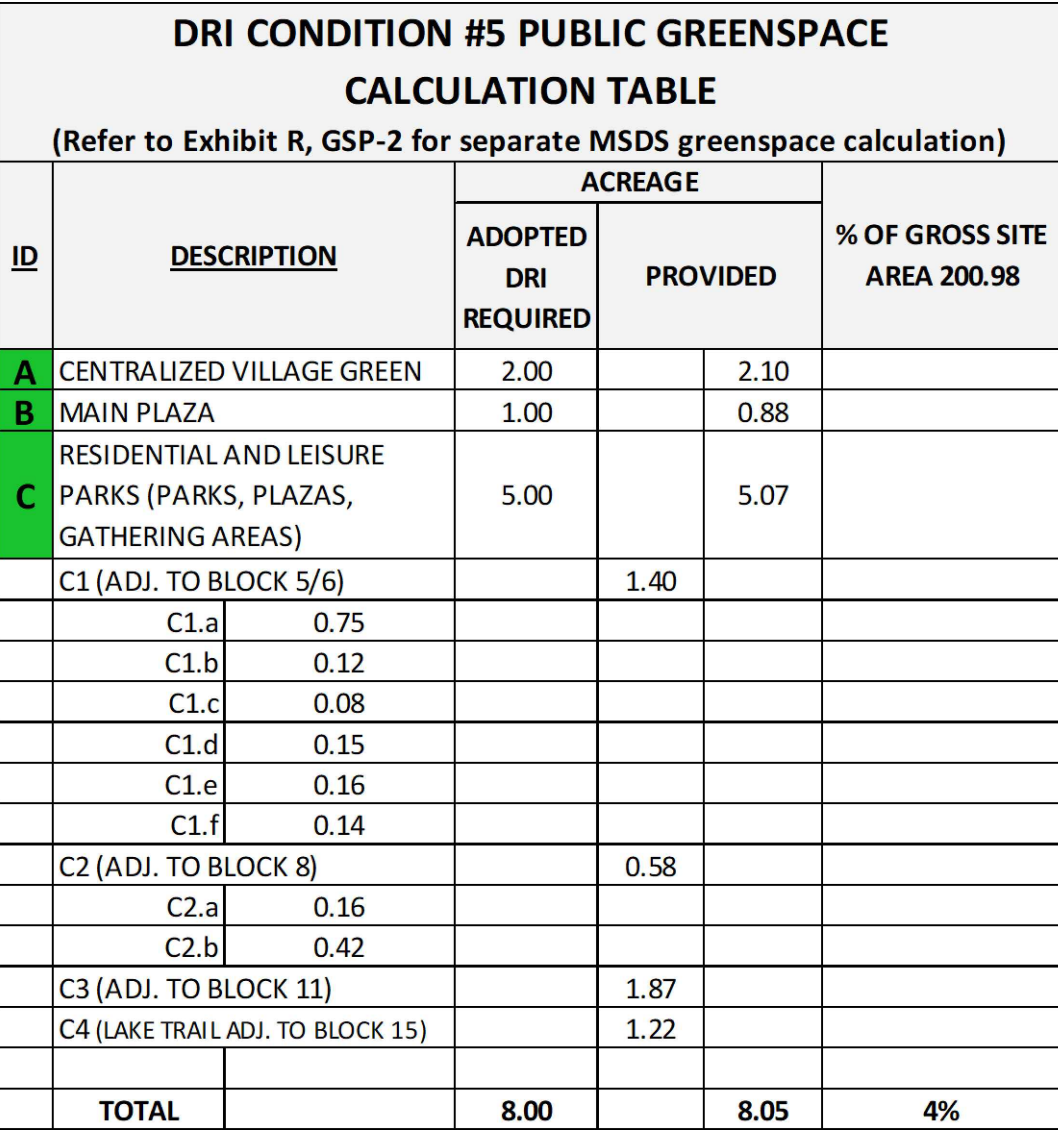 DRI CONDITION #5 PUBLIC GREENSPACE
CALCULATION TABLE
(Refer to Exhibit R, GSP-2 for separate MSDS greenspace calculation)
ID
DESCRIPTION
ACREAGE
ADOPTED
DRI
REQUIRED
PROVIDED
% OF GROSS SITE
AREA 200.98
A CENTRALIZED VILLAGE GREEN 2.00 2.10
B MAIN PLAZA 1.00 0.88
C RESIDENTIAL AND LEISURE
PARKS (PARKS, PLAZAS, 5.00 5.07
GATHERING AREAS)
C1 (ADJ. TO BLOCK 5/6) 1.40
C1.a 0.75
C1.b 0.12
C1.c 0.08
C1.d 0.15
C1.e 0.16
C1.f 0.14
C2 (ADJ. TO BLOCK 8) 0.58
C2.a 0.16
C2.b 0.42
C3 (ADJ. TO BLOCK 11) 1.87
C4 (LAKE TRAIL ADJ. TO BLOCK 15) 1.22
TOTAL 8.00 8.05 4%